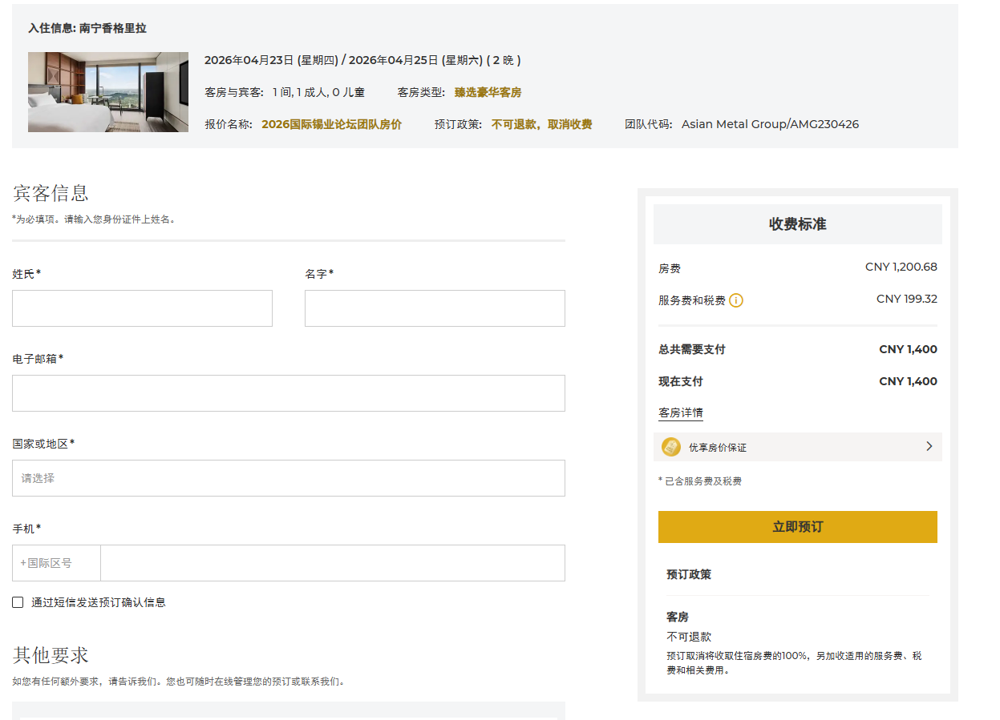 入住信息: 南宁香格里拉
2026年04月23日 (星期四) / 2026年04月25日 (星期六) ( 2 晚 )
客房与宾客: 1 间, 1 成人, 0 儿童 客房类型: 臻选豪华客房
报价名称: 2026国际锡业论坛团队房价 预订政策: 不可退款，取消收费 团队代码: Asian Metal Group/AMG230426
宾客信息
*为必填项。请输入您身份证件上姓名。
姓氏* 名字*
电子邮箱*
国家或地区*
请选择
手机*
+国际区号
通过短信发送预订确认信息
其他要求
如您有任何额外要求，请告诉我们。您也可随时在线管理您的预订或联系我们。
收费标准
房费 CNY 1,200.68
服务费和税费 CNY 199.32
总共需要支付 CNY 1,400
现在支付 CNY 1,400
客房详情
优享房价保证
* 已含服务费及税费
立即预订
预订政策
客房
不可退款
预订取消将收取住宿房费的100%，另加收适用的服务费、税
费和相关费用。